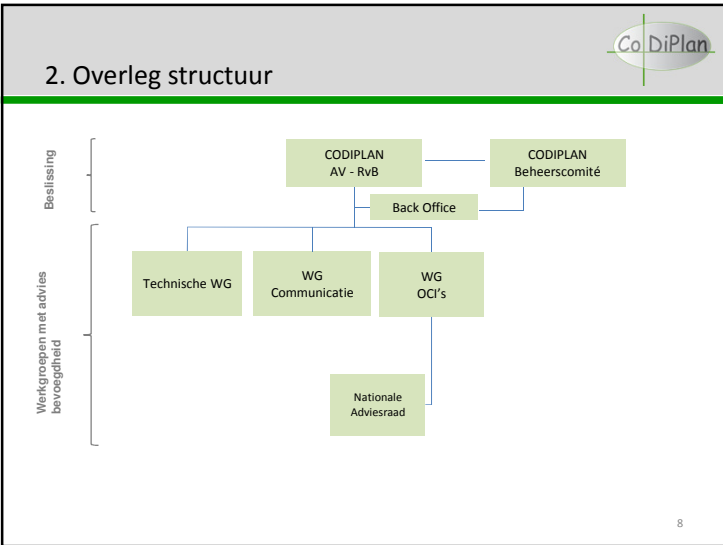 Co DiPlan
2. Overleg structuur
Beslissing
CODIPLAN
AV - RvB
CODIPLAN
Beheerscomité
Back Office
Werkgroepen met advies
bevoegdheid
Technische WG
WG
Communicatie
WG
OCI's
Nationale
Adviesraad
8